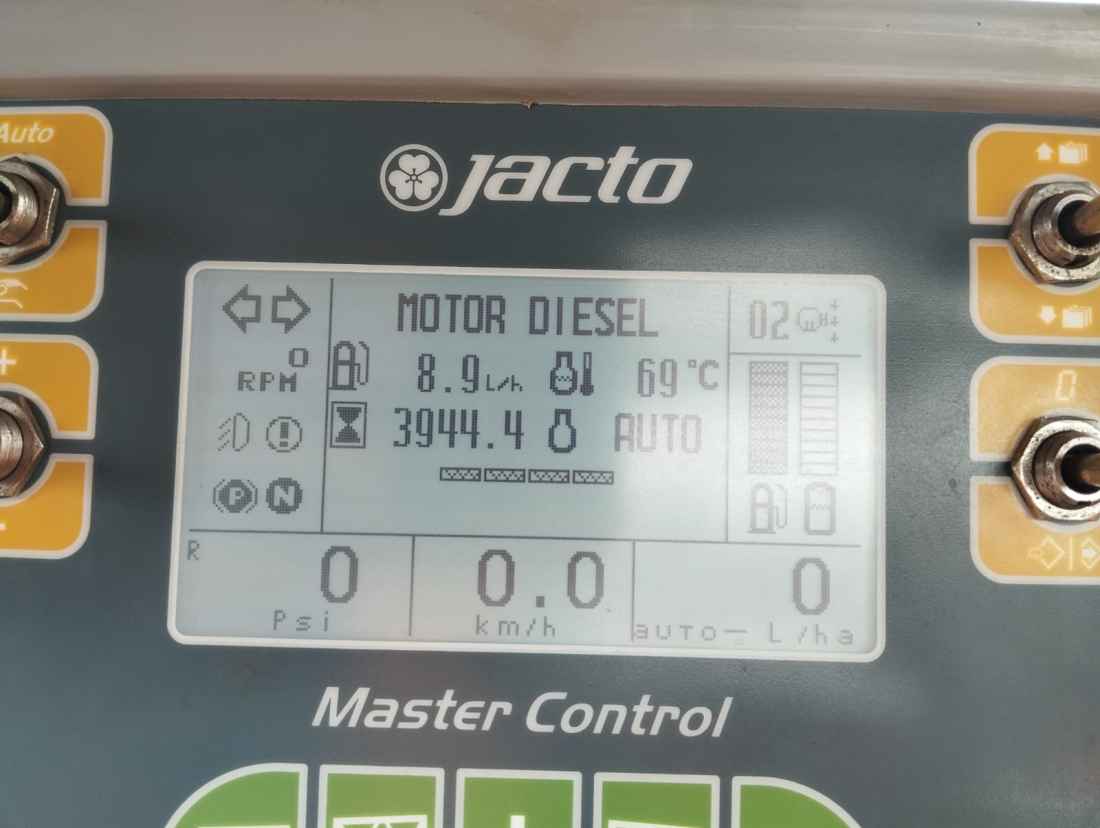 Auto
jacto
MOTOR DIESEL
02 H
0
RPM
8.9 L/h 69 °C
3944.4 AUTO
P N
R
0 0.0 0
Psi km/h auto- L/ha
0
+
-
Master Control